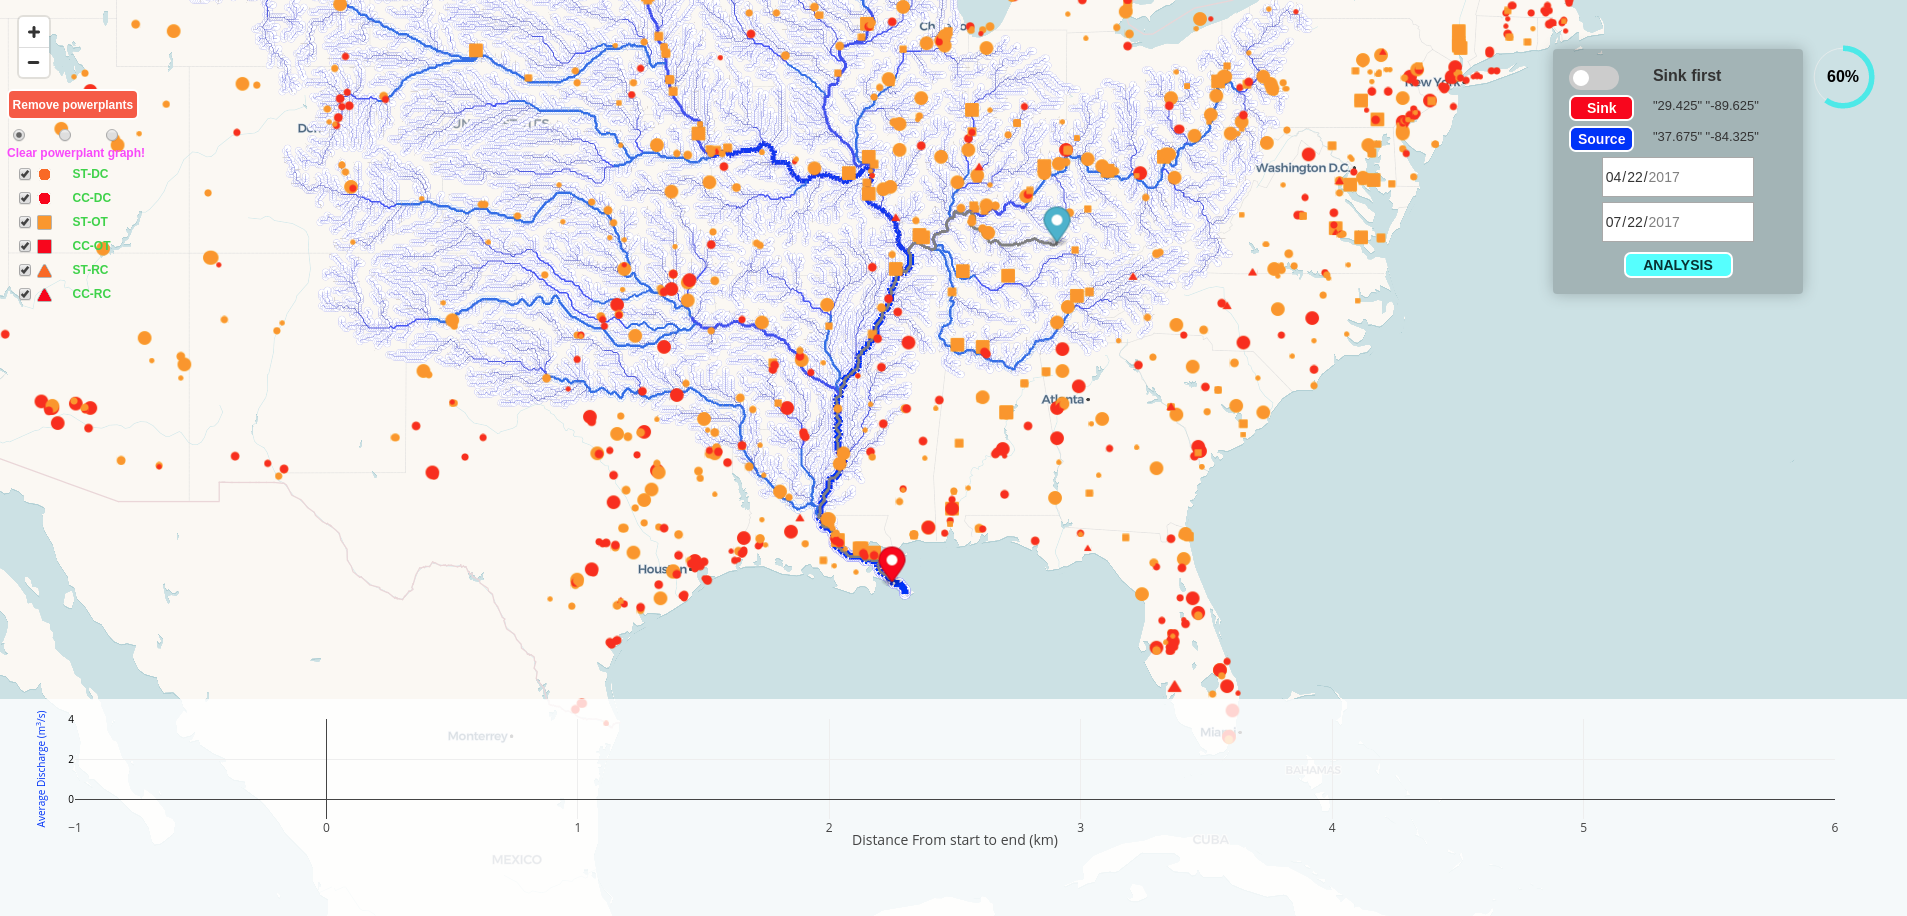 +
−
Remove powerplants
Clear powerplant graph!
ST-DC
CC-DC
ST-OT
CC-OT
ST-RC
CC-RC
New York
Washington D.C.
Atlanta
Houston
Monterrey
Miami
BAHAMAS
CUBA
MEXICO
Sink first
Sink "29.425" "-89.625"
Source "37.675" "-84.325"
04/22/2017
07/22/2017
ANALYSIS
60%
Average Discharge (m³/s)
4
2
0
−1 0 1 2 3 4 5 6
Distance From start to end (km)